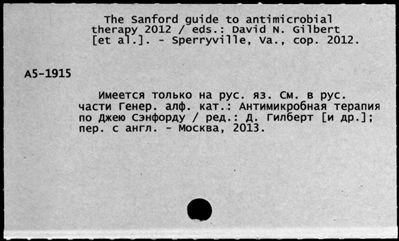 The Sanford guide to antimicrobial
therapy 2012 / eds.: David N. Gilbert
[et al.]. - Sperryville, Va., cop. 2012.
А5-1915
Имеется только на рус. яз. См. в рус.
части Генер. алф. кат.: Антимикробная терапия
по Джею Сэнфорду / ред.: Д. Гилберт [и др.];
пер. с англ. - Москва, 2013.